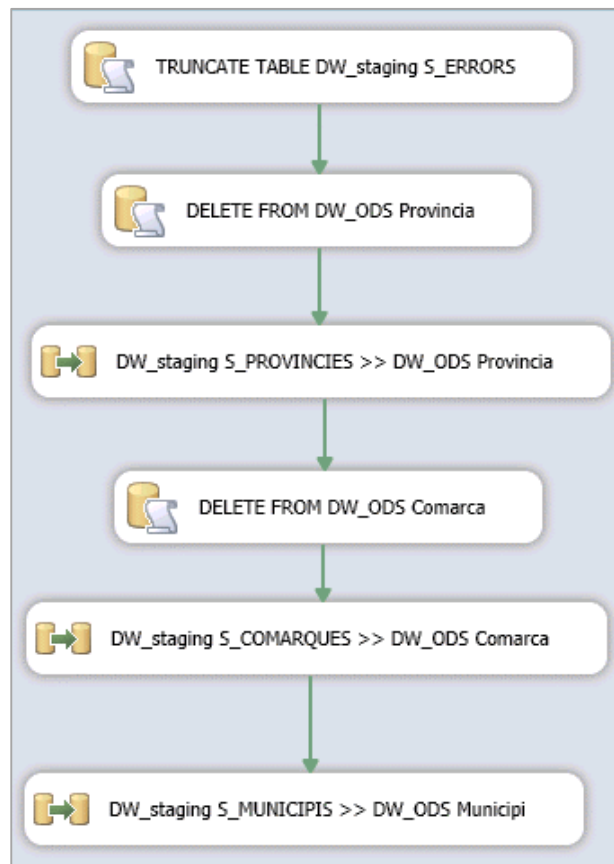 TRUNCATE TABLE DW_staging S_ERRORS
DELETE FROM DW_ODS Provincia
DW_staging S_PROVINCIES >> DW_ODS Provincia
DELETE FROM DW_ODS Comarca
DW_staging S_COMARQUES >> DW_ODS Comarca
DW_staging S_MUNICIPIS >> DW_ODS Municipi